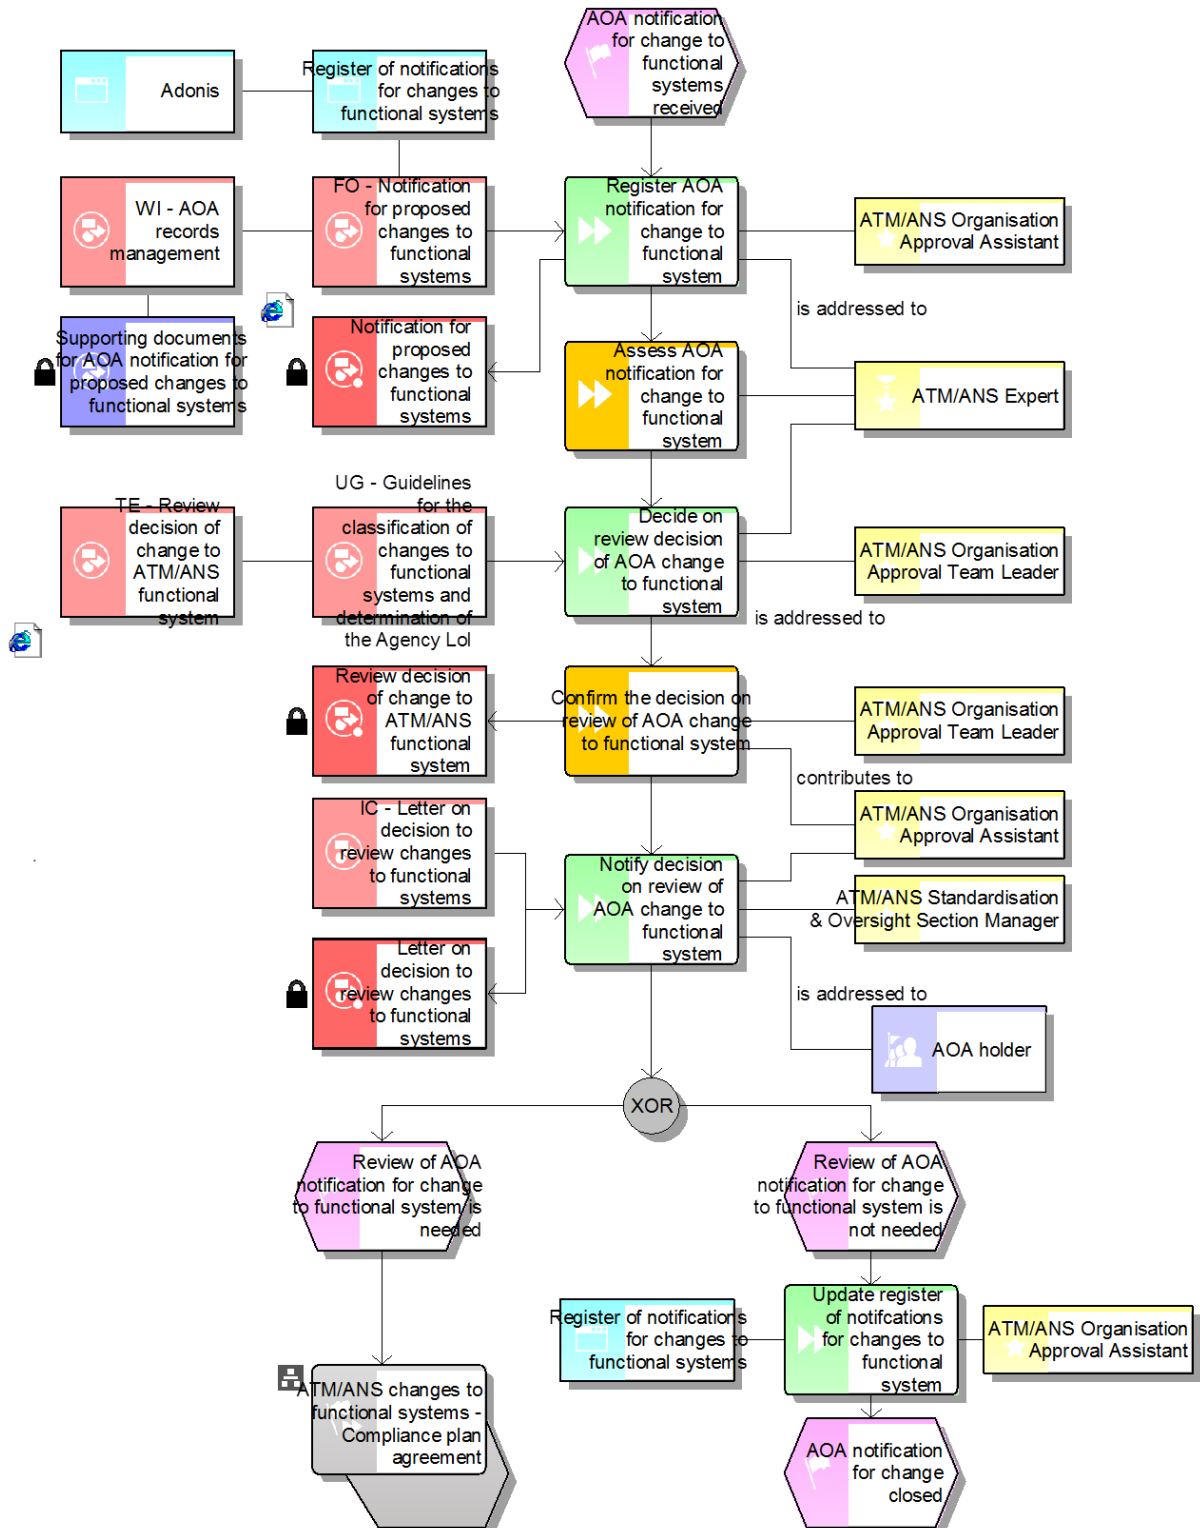 AOA notification
for change to
functional
systems
received
Adonis
Register of notifications
for changes to
functional systems
WI - AOA
records
management
FO - Notification
for proposed
changes to
functional
systems
Register AOA
notification for
change to
functional
system
ATM/ANS Organisation
Approval Assistant
is addressed to
Supporting documents
for AOA notification for
proposed changes to
functional systems
Notification for
proposed
changes to
functional
systems
Assess AOA
notification for
change to
functional
system
ATM/ANS Expert
TE - Review
decision of
change to
ATM/ANS
functional
system
UG - Guidelines
for the
classification of
changes to
functional
systems and
determination of
the Agency LoI
Decide on
review decision
of AOA change
to functional
system
ATM/ANS Organisation
Approval Team Leader
is addressed to
Review decision
of change to
ATM/ANS
functional
system
Confirm the decision on
review of AOA change
to functional system
ATM/ANS Organisation
Approval Team Leader
contributes to
IC - Letter on
decision to
review changes
to functional
systems
ATM/ANS Organisation
Approval Assistant
Notify decision
on review of
AOA change to
functional
system
ATM/ANS Standardisation
& Oversight Section Manager
Letter on
decision to
review changes
to functional
systems
is addressed to
AOA holder
XOR
Review of AOA
notification for change
to functional system is
needed
Review of AOA
notification for change
to functional system is
not needed
Register of notifications
for changes to
functional systems
Update register
of notifcations
for changes to
functional
system
ATM/ANS Organisation
Approval Assistant
ATM/ANS changes to
functional systems -
Compliance plan
agreement
AOA notification
for change
closed